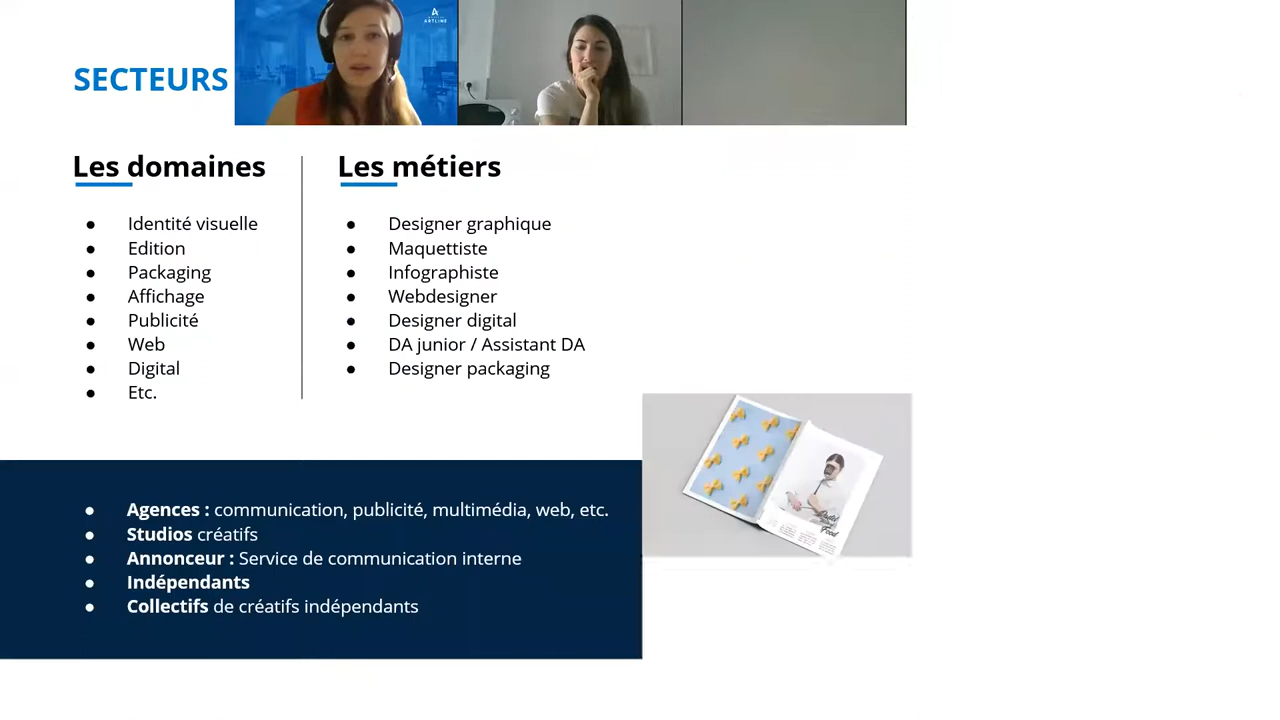 ARTLINE
SECTEURS
Les domaines
Identité visuelle
Edition
Packaging
Affichage
Publicité
Web
Digital
Etc.
Les métiers
Designer graphique
Maquettiste
Infographiste
Webdesigner
Designer digital
DA junior / Assistant DA
Designer packaging
Agences : communication, publicité, multimédia, web, etc.
Studios créatifs
Annonceur : Service de communication interne
Indépendants
Collectifs de créatifs indépendants
Food